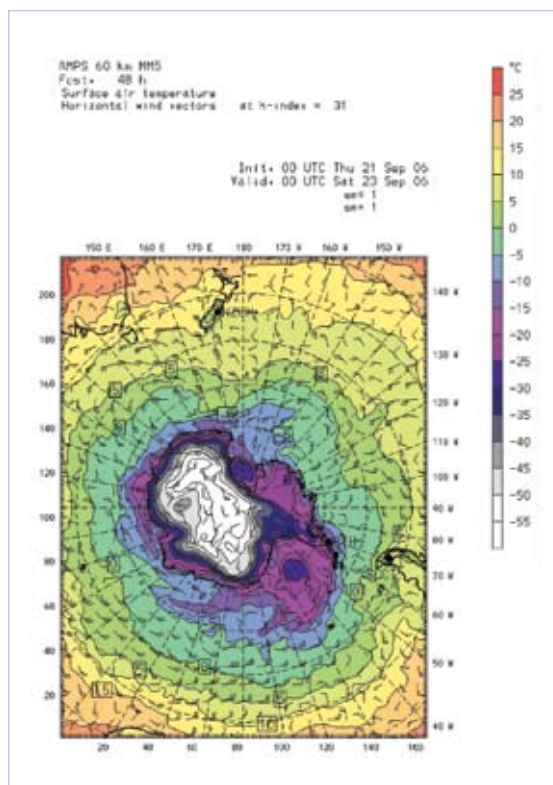 AMPS 60 km MM5
Fcst: 48 h
Surface air temperature
Horizontal wind vectors at k-index = 31
Init: 00 UTC Thu 21 Sep 06
Valid: 00 UTC Sat 23 Sep 06
sm= 1
sm= 1
°C
25
20
15
10
5
0
-5
-10
-15
-20
-25
-30
-35
-40
-45
-50
-55
150 E 160 E 170 E 180 170 W 160 W 150 W
140 W
130 W
120 W
110 W
100 W
90 W
80 W
70 W
60 W
50 W
40 W
200
180
160
140
120
100
80
60
40
20
20 40 60 80 100 120 140 160